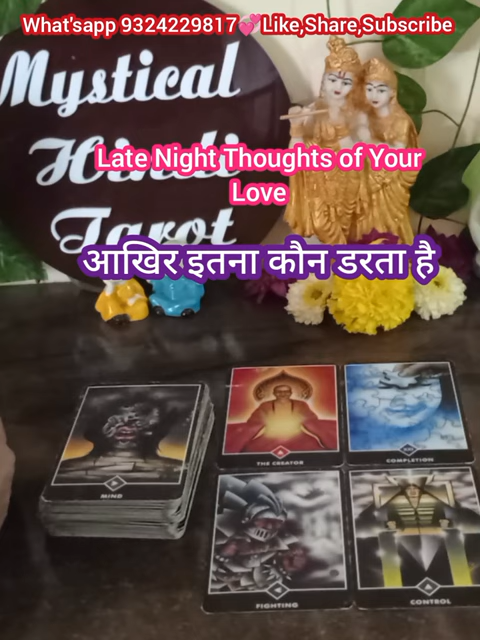 What'sapp 9324229817💞Like,Share,Subscribe
Mystical
Hindi
Late Night Thoughts of Your
Love
Tarot
आखिर इतना कौन डरता है
THE CREATOR
COMPLETION
MIND
FIGHTING
CONTROL